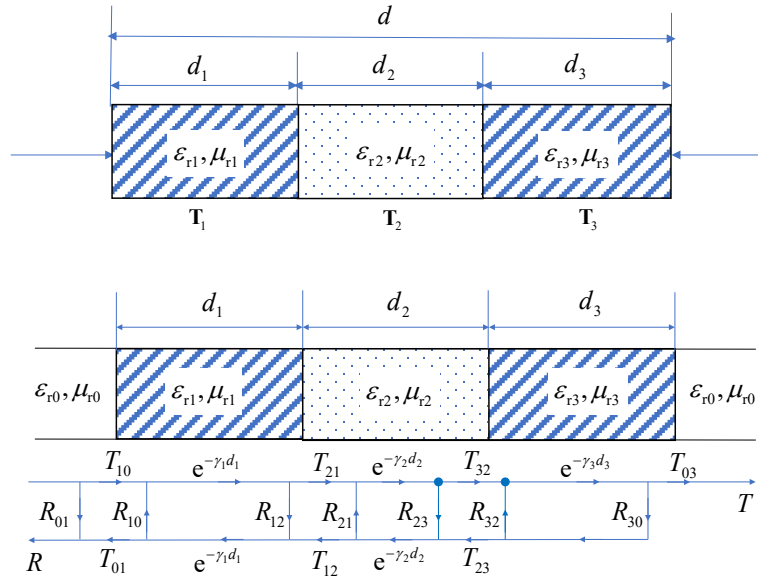 d
d₁ d₂ d₃
εr1, μr1 εr2, μr2 εr3, μr3
T₁ T₂ T₃
d₁ d₂ d₃
εr0, μr0 εr1, μr1 εr2, μr2 εr3, μr3 εr0, μr0
T₁₀ e^{-γ₁d₁} T₂₁ e^{-γ₂d₂} T₃₂ e^{-γ₃d₃} T₀₃
R₀₁ R₁₀ R₁₂ R₂₁ R₂₃ R₃₂ R₃₀ T
R T₀₁ e^{-γ₁d₁} T₁₂ e^{-γ₂d₂} T₂₃